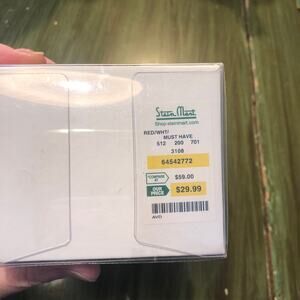 Stein Mart
Shop steinmart.com
RED/WHT/
MUST HAVE
512 200 701
3108
64542772
*COMPARE AT $59.00
OUR PRICE $29.99
AVO